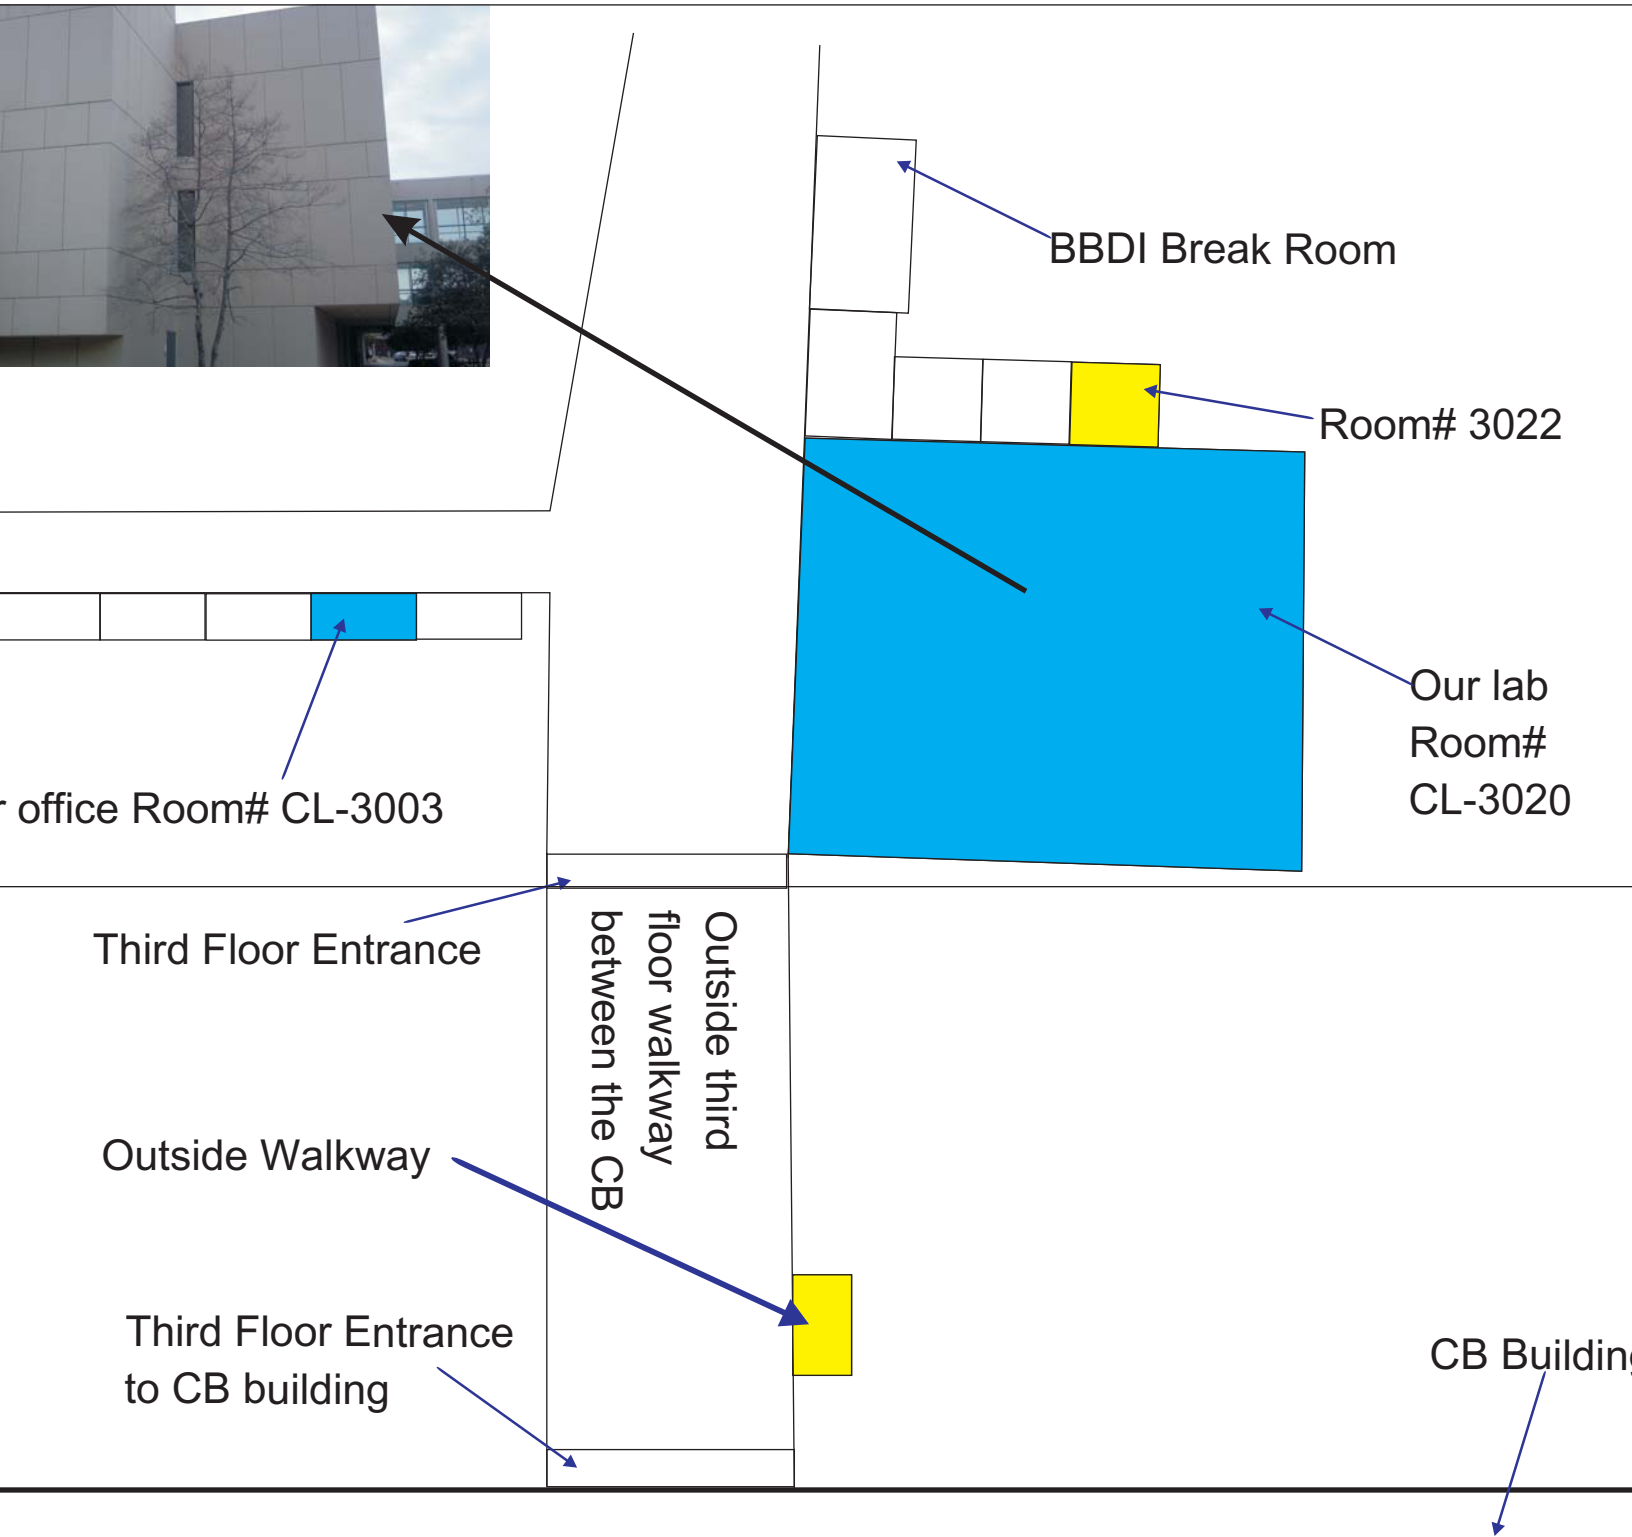 BBDI Break Room
Room# 3022
Our lab
Room#
CL-3020
office Room# CL-3003
Third Floor Entrance
Outside third
floor walkway
between the CB
Outside Walkway
Third Floor Entrance
to CB building
CB Building